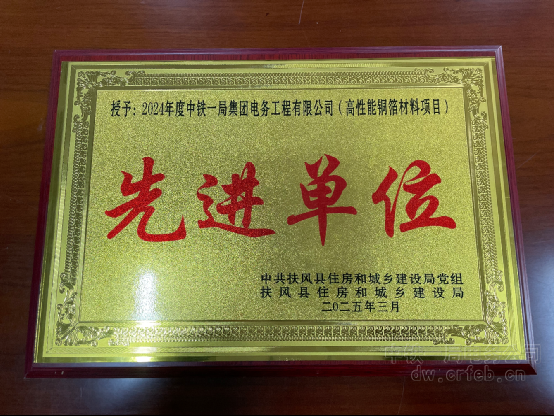 授予：2024年度中铁一局集团电务工程有限公司（高性能铜箔材料项目）
先进单位
中共扶风县住房和城乡建设局党组
扶风县住房和城乡建设局
二〇二五年三月
dw.crfeb.cn